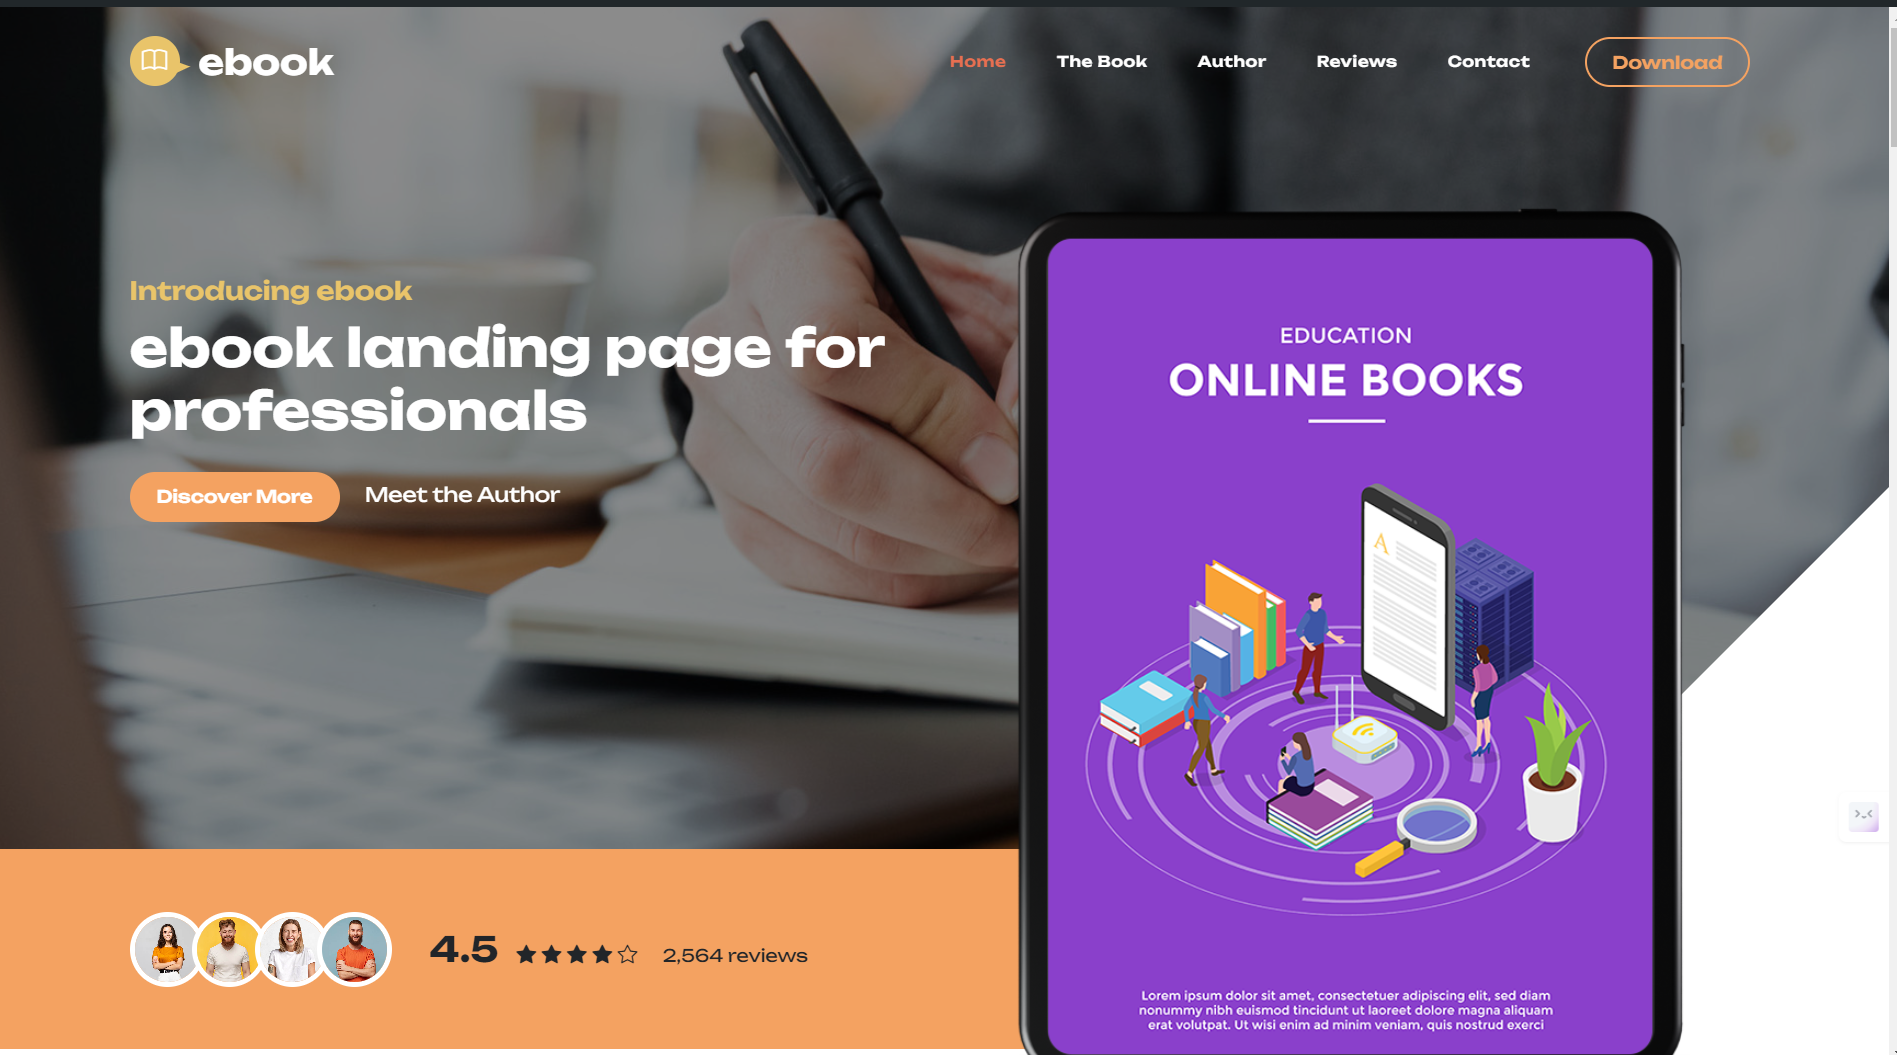 ebook
Home
The Book
Author
Reviews
Contact
Download
Introducing ebook
ebook landing page for
professionals
Discover More
Meet the Author
EDUCATION
ONLINE BOOKS
A
4.5
2,564 reviews
Lorem ipsum dolor sit amet, consectetuer adipiscing elit, sed diam
nonummy nibh euismod tincidunt ut laoreet dolore magna aliquam
erat volutpat. Ut wisi enim ad minim veniam, quis nostrud exerci